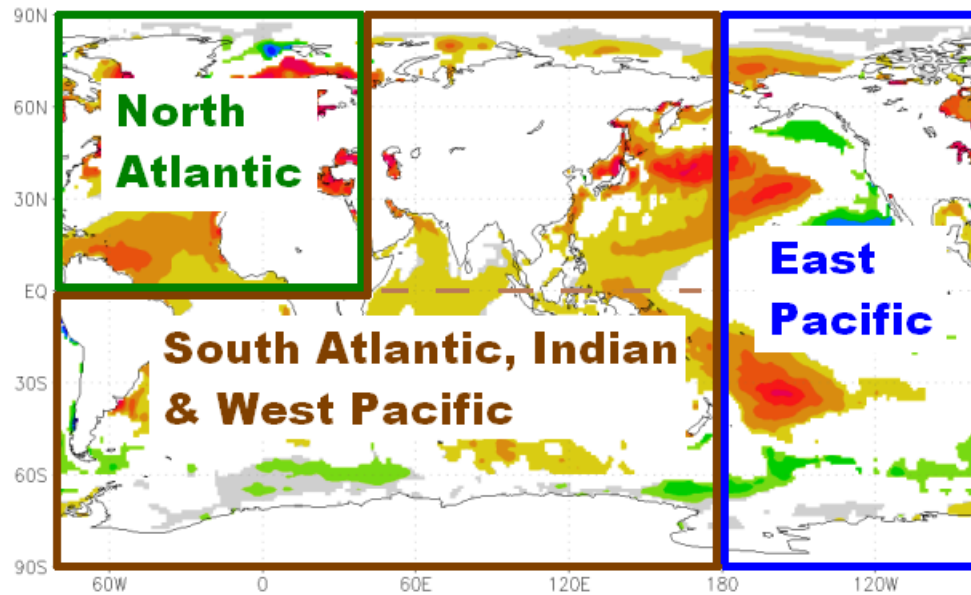 90N
North
Atlantic
60N
30N
EQ
30S
60S
90S
East
Pacific
South Atlantic, Indian
& West Pacific
60W
0
60E
120E
180
120W